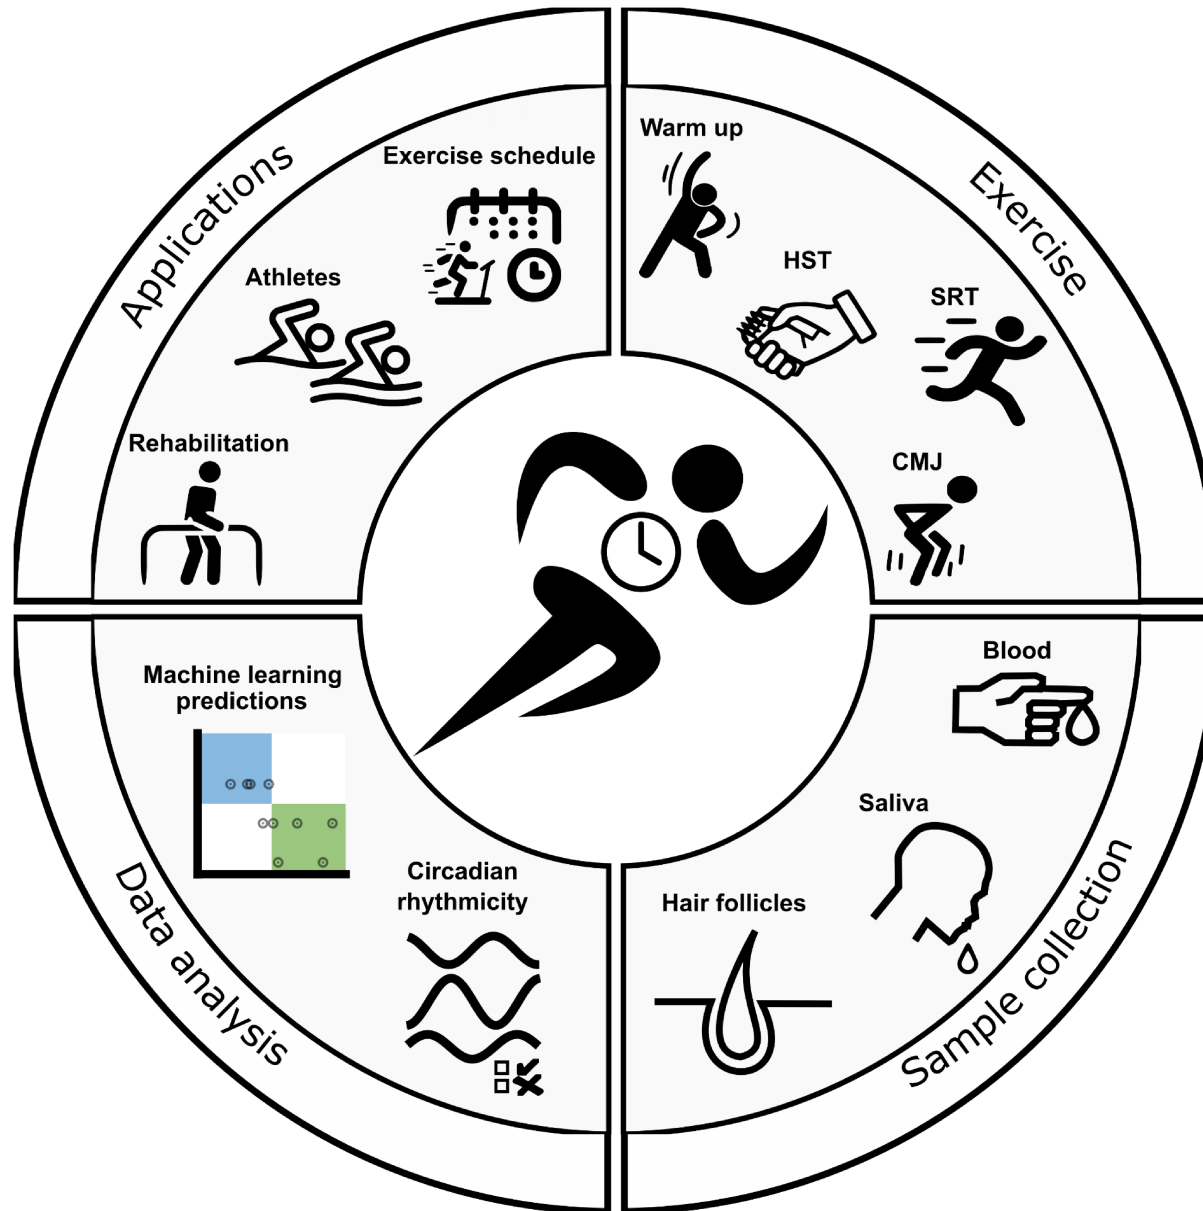 Applications
Exercise schedule
Athletes
Rehabilitation
Exercise
Warm up
HST
SRT
CMJ
Sample collection
Blood
Saliva
Hair follicles
Data analysis
Machine learning
predictions
Circadian
rhythmicity